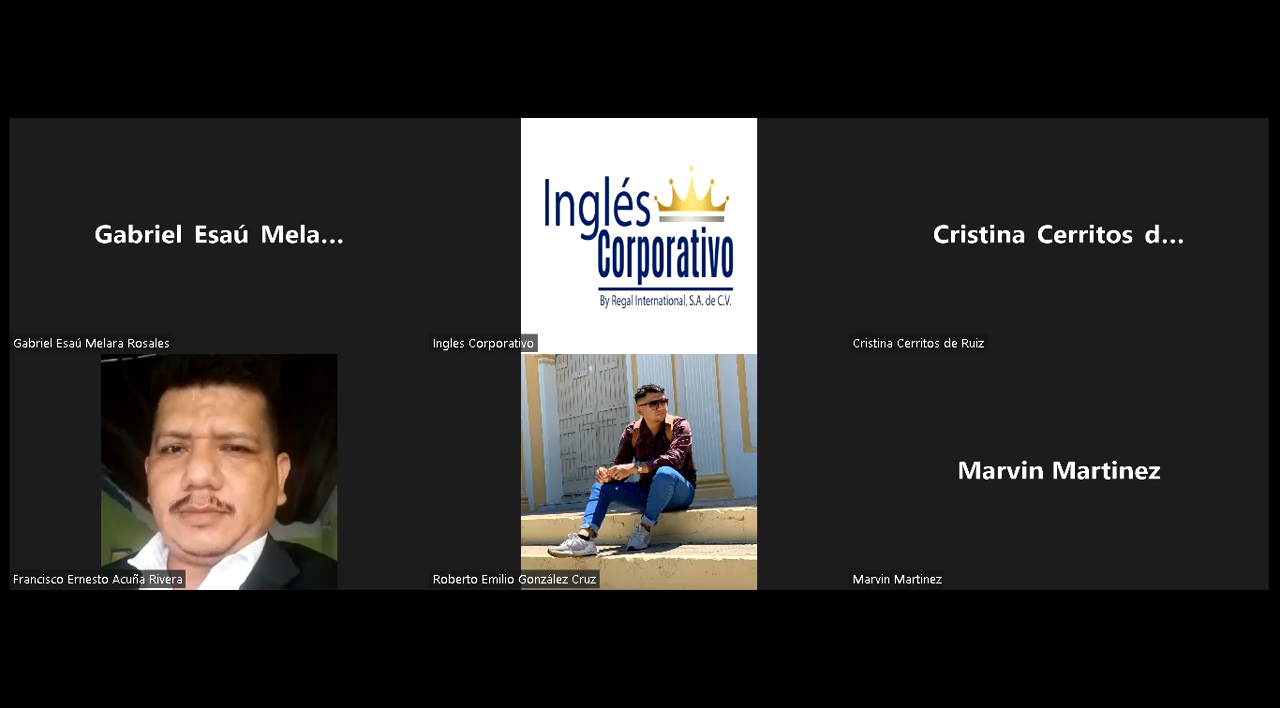 Gabriel Esaú Mela...
Inglés
Corporativo
By Regal International, S.A. de C.V.
Cristina Cerritos d...
Gabriel Esaú Melara Rosales
Ingles Corporativo
Cristina Cerritos de Ruiz
Marvin Martinez
Francisco Ernesto Acuña Rivera
Roberto Emilio González Cruz
Marvin Martinez